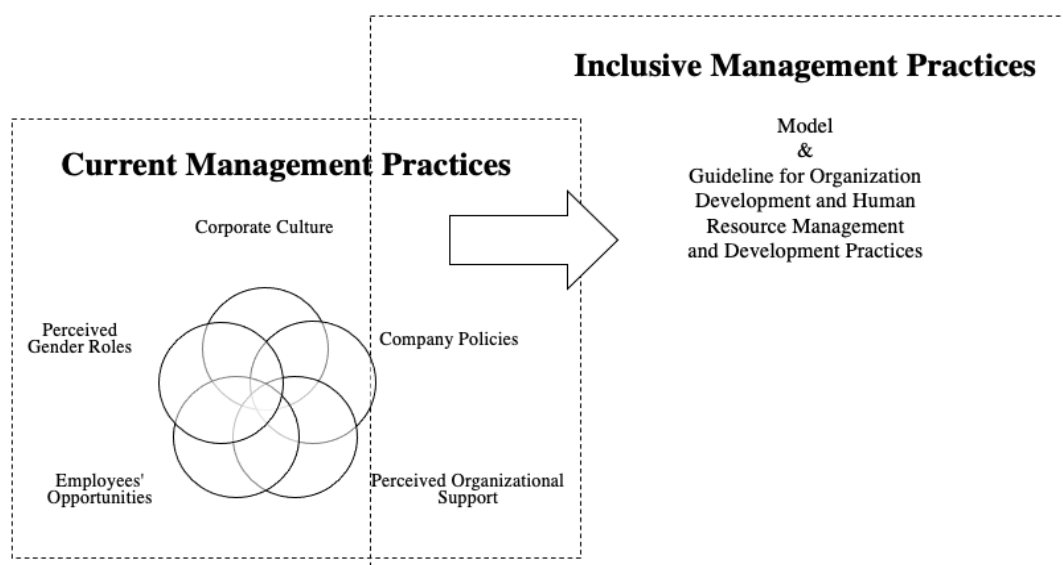 Inclusive Management Practices
Model
&
Guideline for Organization
Development and Human
Resource Management
and Development Practices
Current Management Practices
Corporate Culture
Perceived
Gender Roles
Company Policies
Employees'
Opportunities
Perceived Organizational
Support